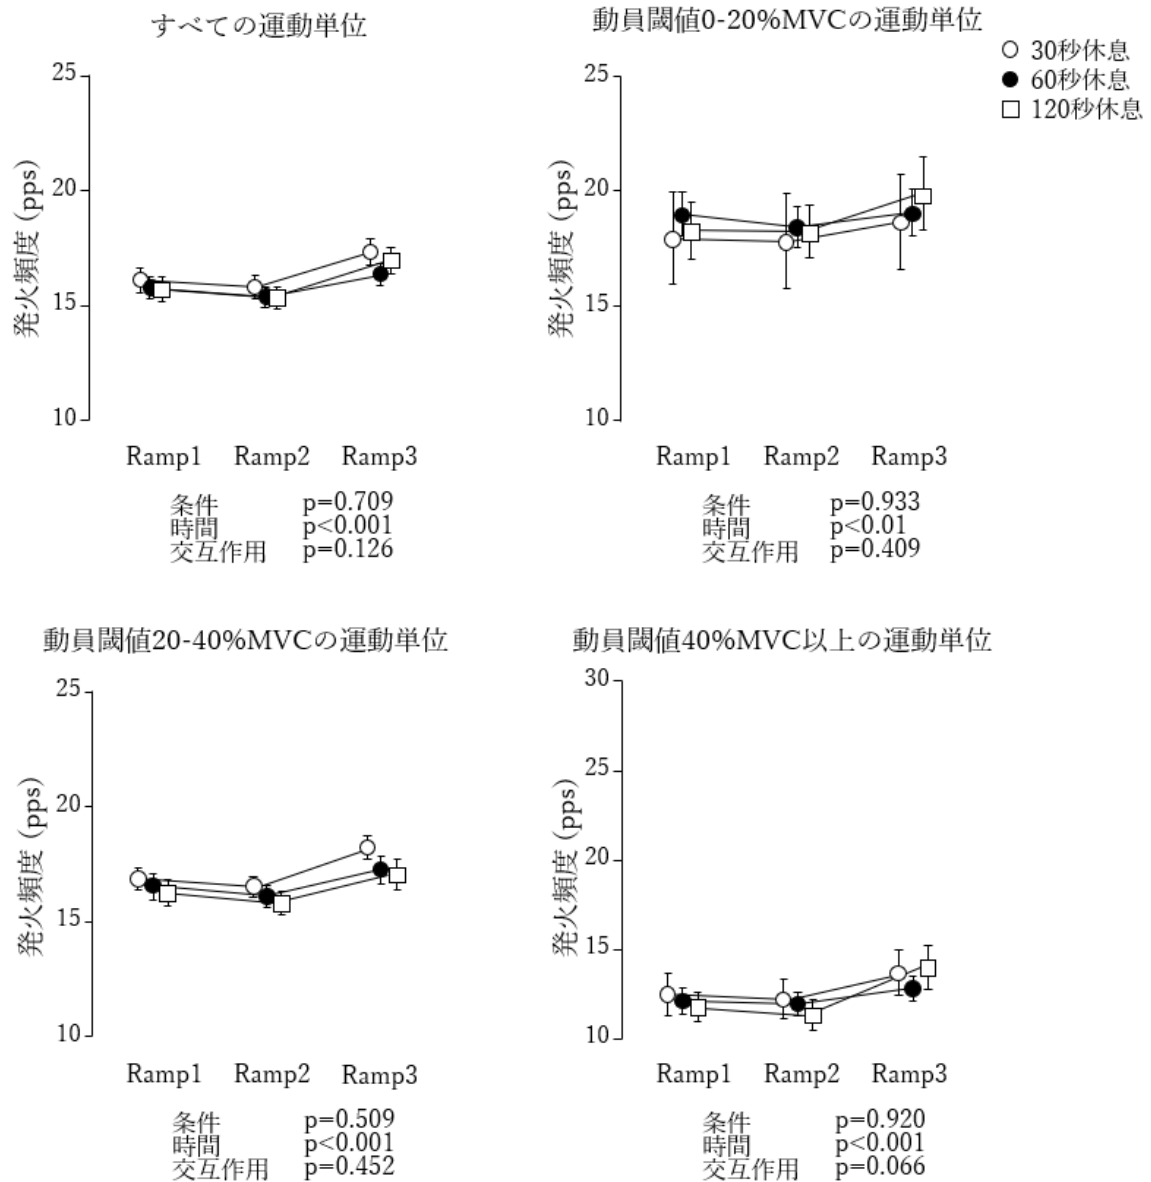 すべての運動単位
25
20
15
10
発火頻度 (pps)
Ramp1 Ramp2 Ramp3
条件 p=0.709
時間 p<0.001
交互作用 p=0.126
動員閾値0-20%MVCの運動単位
30秒休息
60秒休息
120秒休息
25
20
15
10
発火頻度 (pps)
Ramp1 Ramp2 Ramp3
条件 p=0.933
時間 p<0.01
交互作用 p=0.409
動員閾値20-40%MVCの運動単位
25
20
15
10
発火頻度 (pps)
Ramp1 Ramp2 Ramp3
条件 p=0.509
時間 p<0.001
交互作用 p=0.452
動員閾値40%MVC以上の運動単位
30
25
20
15
10
発火頻度 (pps)
Ramp1 Ramp2 Ramp3
条件 p=0.920
時間 p<0.001
交互作用 p=0.066